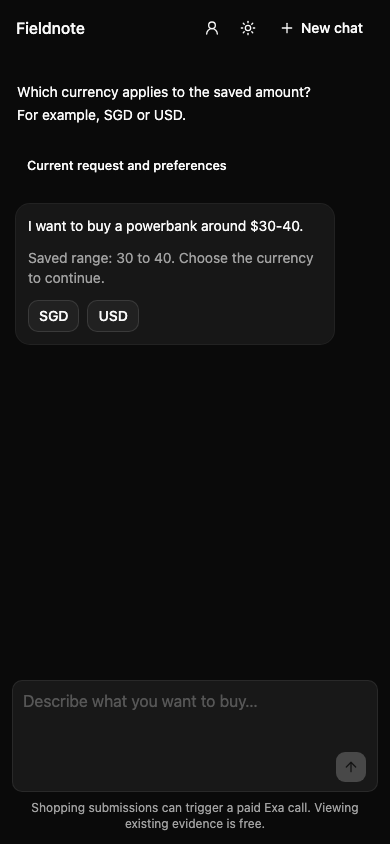 Fieldnote
New chat
Which currency applies to the saved amount?
For example, SGD or USD.
Current request and preferences
I want to buy a powerbank around $30-40.
Saved range: 30 to 40. Choose the currency
to continue.
SGD USD
Describe what you want to buy...
Shopping submissions can trigger a paid Exa call. Viewing
existing evidence is free.